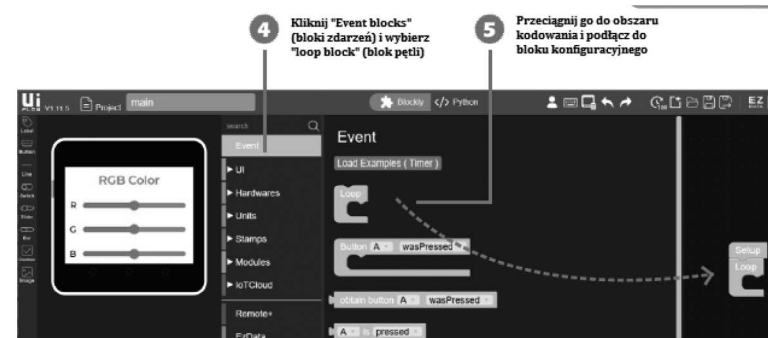 4
Kliknij "Event blocks"
(bloki zdarzeń) i wybierz
"loop block" (blok pętli)
5
Przeciągnij go do obszaru
kodowania i podłącz do
bloku konfiguracyjnego
Ui
FLOW V1.11.5 Project main Blockly </> Python EZ
Label
Button
Line
Switch
Slider
Bar
Image
RGB Color
R
G
B
search
Event
UI
Hardwares
Units
Stamps
Modules
IoTCloud
Remote+
EzData
Event
Load Examples ( Timer )
Loop
Button A wasPressed
obtain button A wasPressed
A is pressed
Setup
Loop